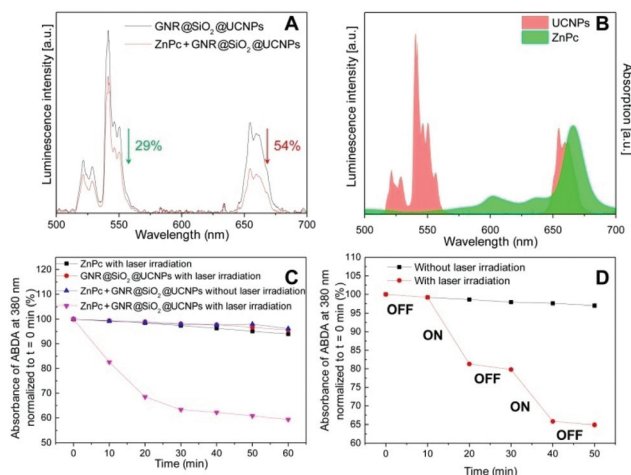 A
GNR@SiO₂@UCNPs
ZnPc+GNR@SiO₂@UCNPs
Luminescence intensity [a.u.]
29%
54%
500 550 600 650 700
Wavelength (nm)
B
UCNPs
ZnPc
Luminescence intensity [a.u.]
Absorption [a.u.]
500 550 600 650 700
Wavelength (nm)
C
ZnPc with laser irradiation
GNR@SiO₂@UCNPs with laser irradiation
ZnPc + GNR@SiO₂@UCNPs without laser irradiation
ZnPc + GNR@SiO₂@UCNPs with laser irradiation
Absorbance of ABDA at 380 nm
normalized to t = 0 min (%)
120
110
100
90
80
70
60
50
0 10 20 30 40 50 60
Time (min)
D
Without laser irradiation
With laser irradiation
Absorbance of ABDA at 380 nm
normalized to t = 0 min (%)
110
105
100
95
90
85
80
75
70
65
60
OFF
ON
OFF
ON
OFF
0 10 20 30 40 50
Time (min)